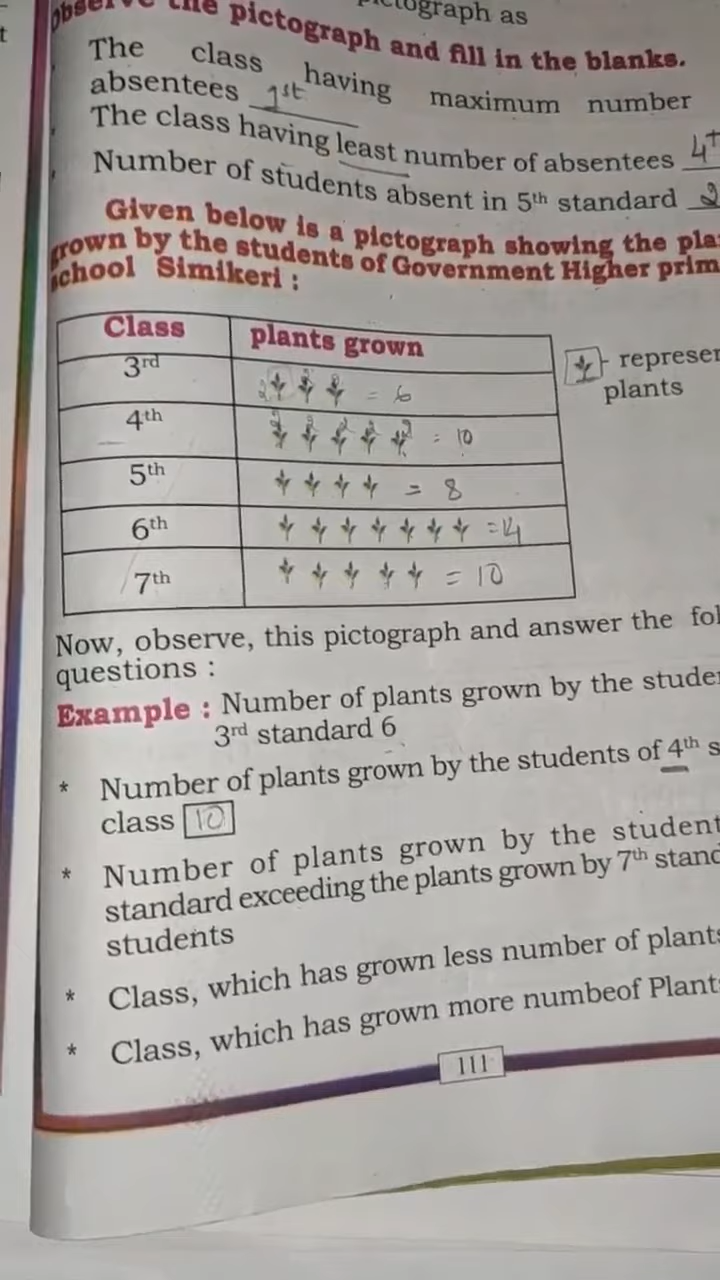 pictograph as
Observe the pictograph and fill in the blanks.
The class having maximum number
absentees 1st
The class having least number of absentees 4t
Number of students absent in 5th standard 2
Given below is a pictograph showing the pla
grown by the students of Government Higher prim
school Simikeri :
Class plants grown
3rd = 6
4th = 10
5th = 8
6th = 14
7th = 10
- represen
plants
Now, observe, this pictograph and answer the fol
questions :
Example : Number of plants grown by the studen
3rd standard 6
* Number of plants grown by the students of 4th s
class 10
* Number of plants grown by the student
standard exceeding the plants grown by 7th stand
students
* Class, which has grown less number of plants
* Class, which has grown more numbeof Plant
111